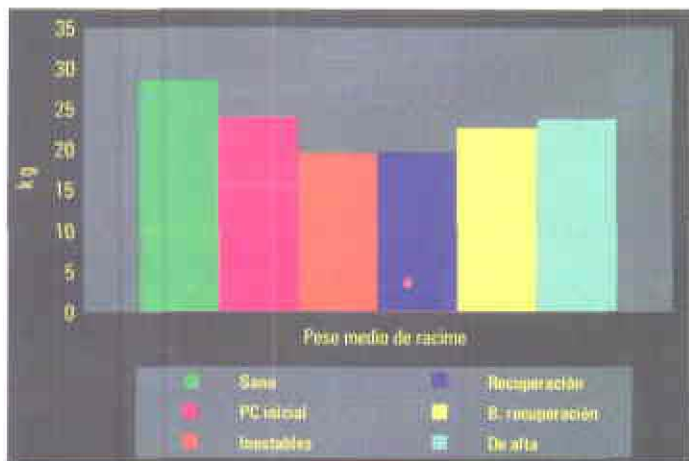 35
30
25
20
15
10
5
0
kg
Peso medio de racimo
Sano
PC inicial
Inestables
Recuperación
B. recuperación
De alta